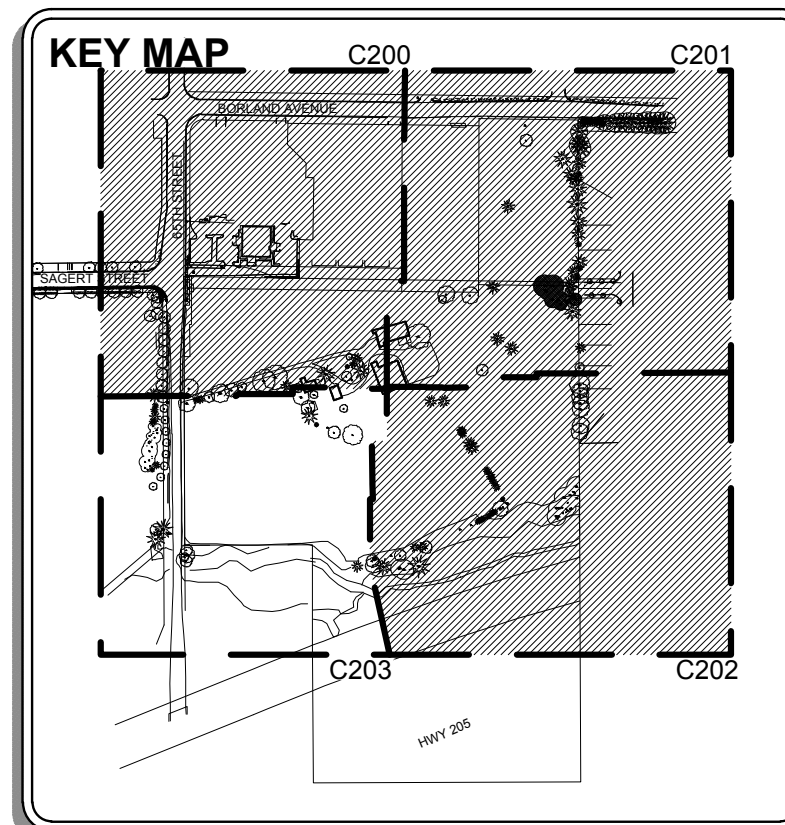 KEY MAP
C200
C201
BORLAND AVENUE
65TH STREET
SAGERT STREET
C203
C202
HWY 205